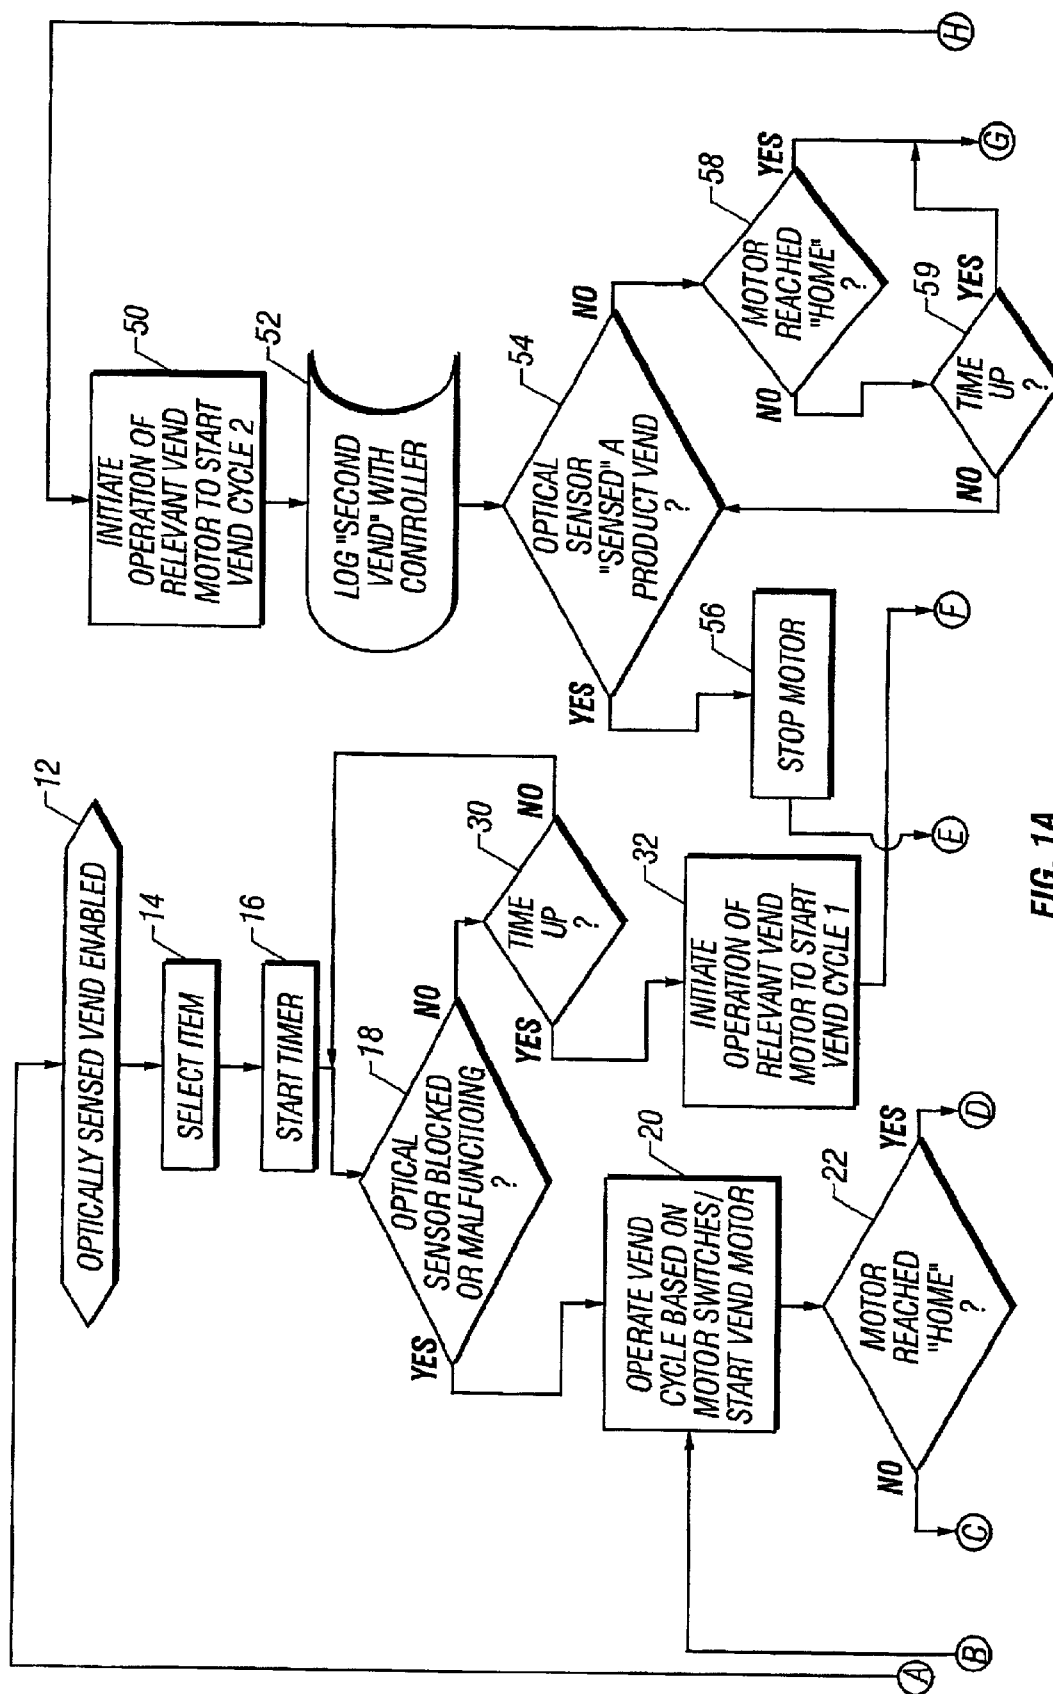 12
OPTICALLY SENSED VEND ENABLED
14
SELECT ITEM
16
START TIMER
18
OPTICAL
SENSOR BLOCKED
OR MALFUNCTIOING
?
YES
NO
30
TIME
UP
?
YES
NO
20
OPERATE VEND
CYCLE BASED ON
MOTOR SWITCHES/
START VEND MOTOR
32
INITIATE
OPERATION OF
RELEVANT VEND
MOTOR TO START
VEND CYCLE 1
22
MOTOR
REACHED
"HOME"
?
NO
YES
A
B
C
D
50
INITIATE
OPERATION OF
RELEVANT VEND
MOTOR TO START
VEND CYCLE 2
52
LOG "SECOND
VEND" WITH
CONTROLLER
54
OPTICAL
SENSOR
"SENSED" A
PRODUCT VEND
?
YES
NO
56
STOP MOTOR
58
MOTOR
REACHED
"HOME"
?
NO
YES
59
TIME
UP
?
NO
YES
E
F
G
H
FIG. 1A